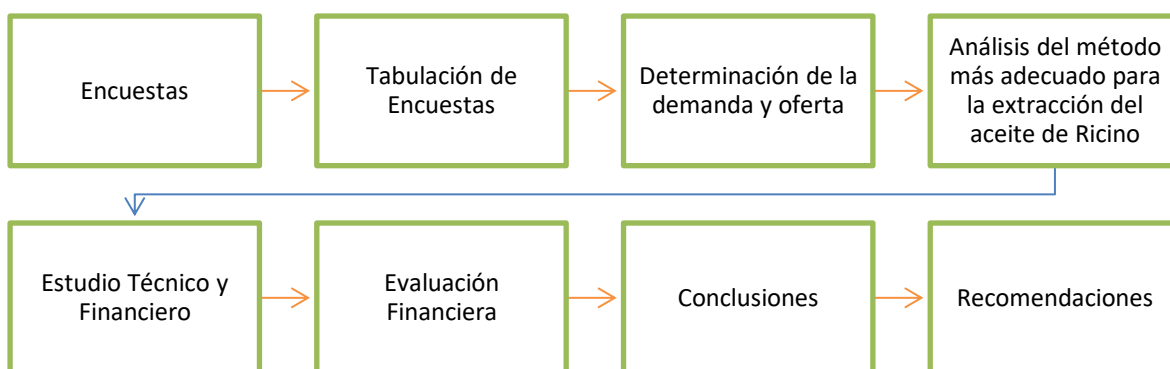 Encuestas
Tabulación de
Encuestas
Determinación de la
demanda y oferta
Análisis del método
más adecuado para
la extracción del
aceite de Ricino
Estudio Técnico y
Financiero
Evaluación
Financiera
Conclusiones
Recomendaciones